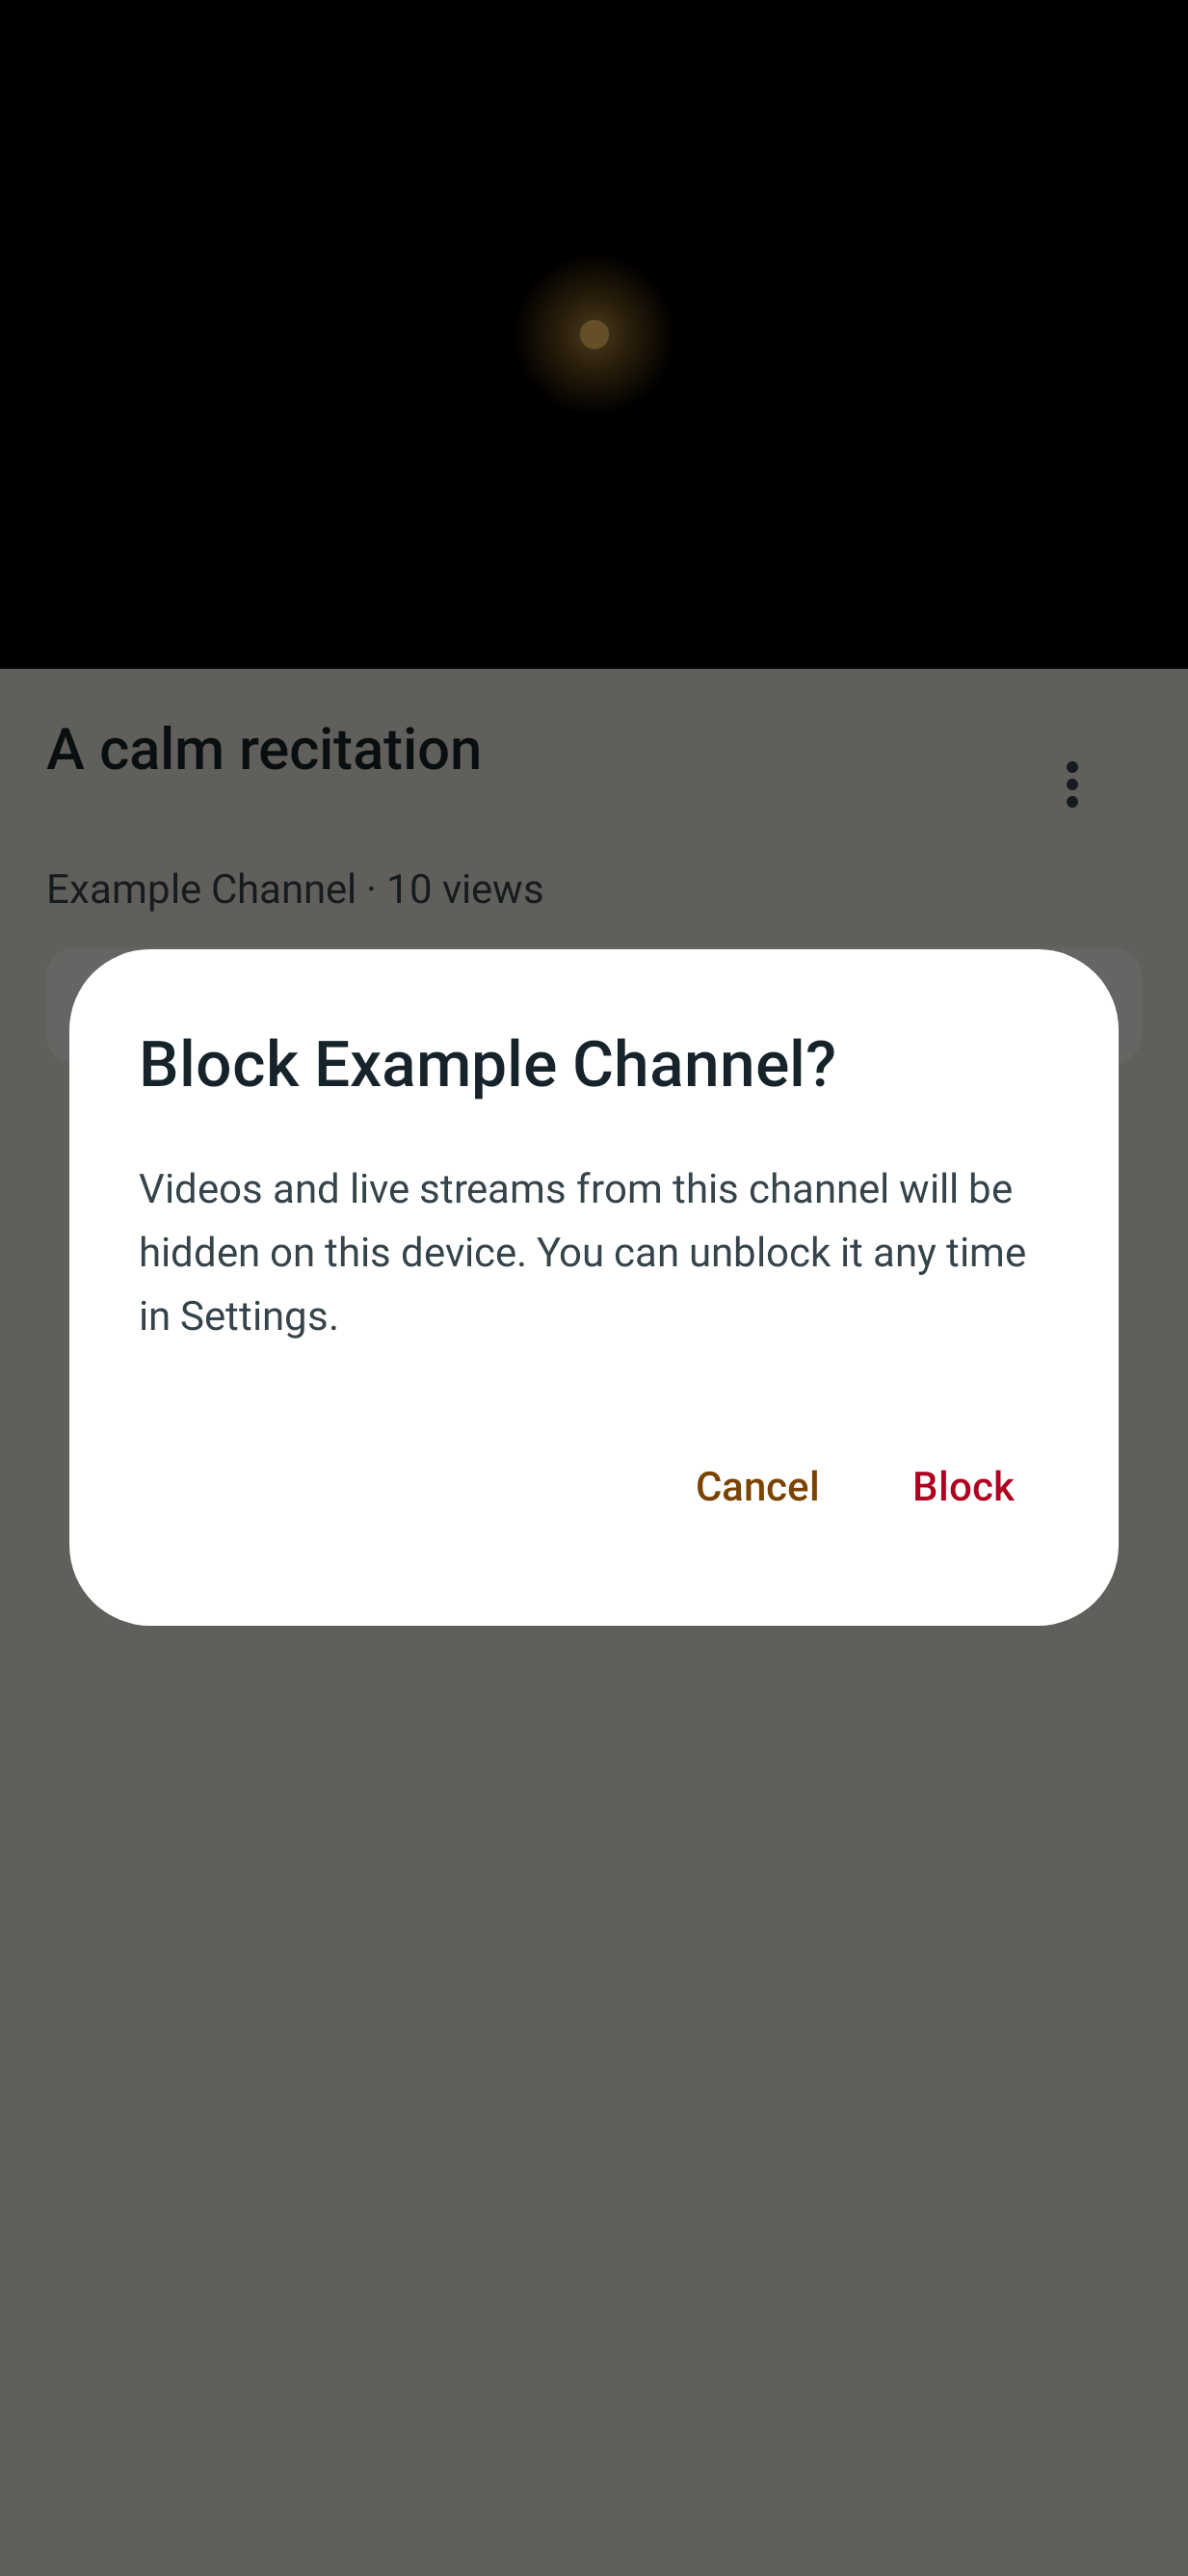 A calm recitation
Example Channel · 10 views
Block Example Channel?
Videos and live streams from this channel will be
hidden on this device. You can unblock it any time
in Settings.
Cancel Block